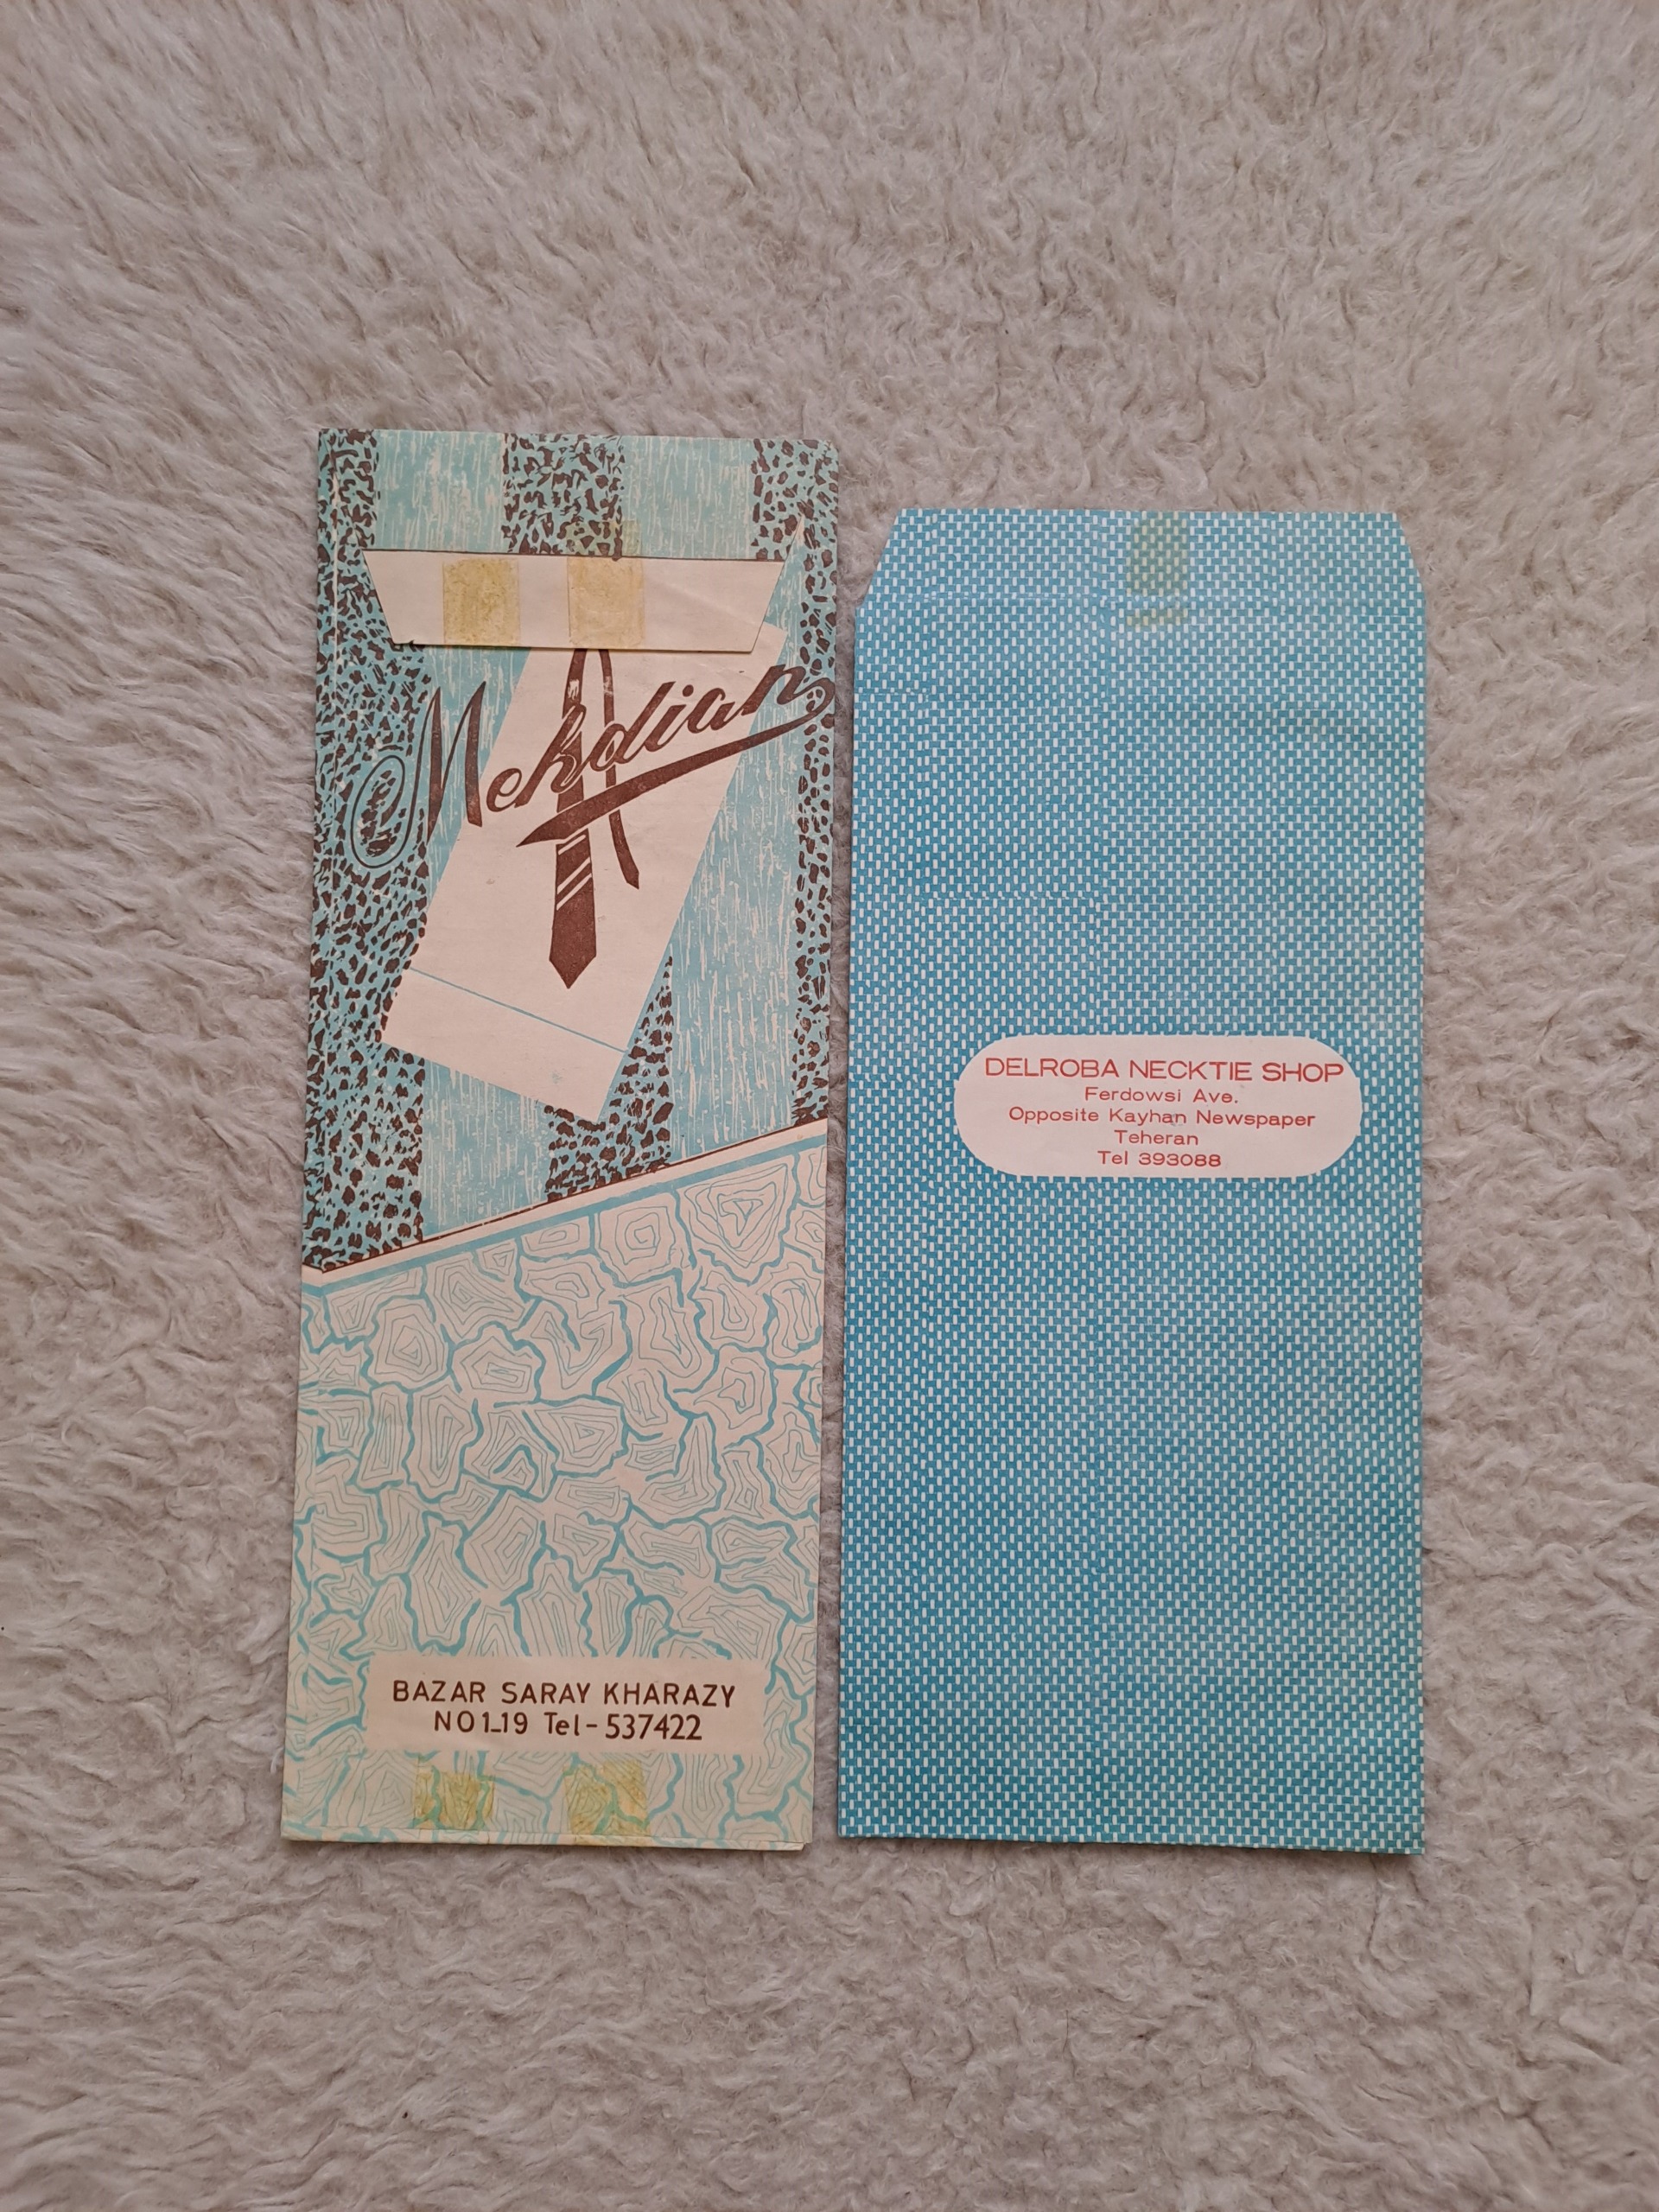 Mehdian
BAZAR SARAY KHARAZY
NO1_19 Tel-537422
DELROBA NECKTIE SHOP
Ferdowsi Ave.
Opposite Kayhan Newspaper
Teheran
Tel 393088